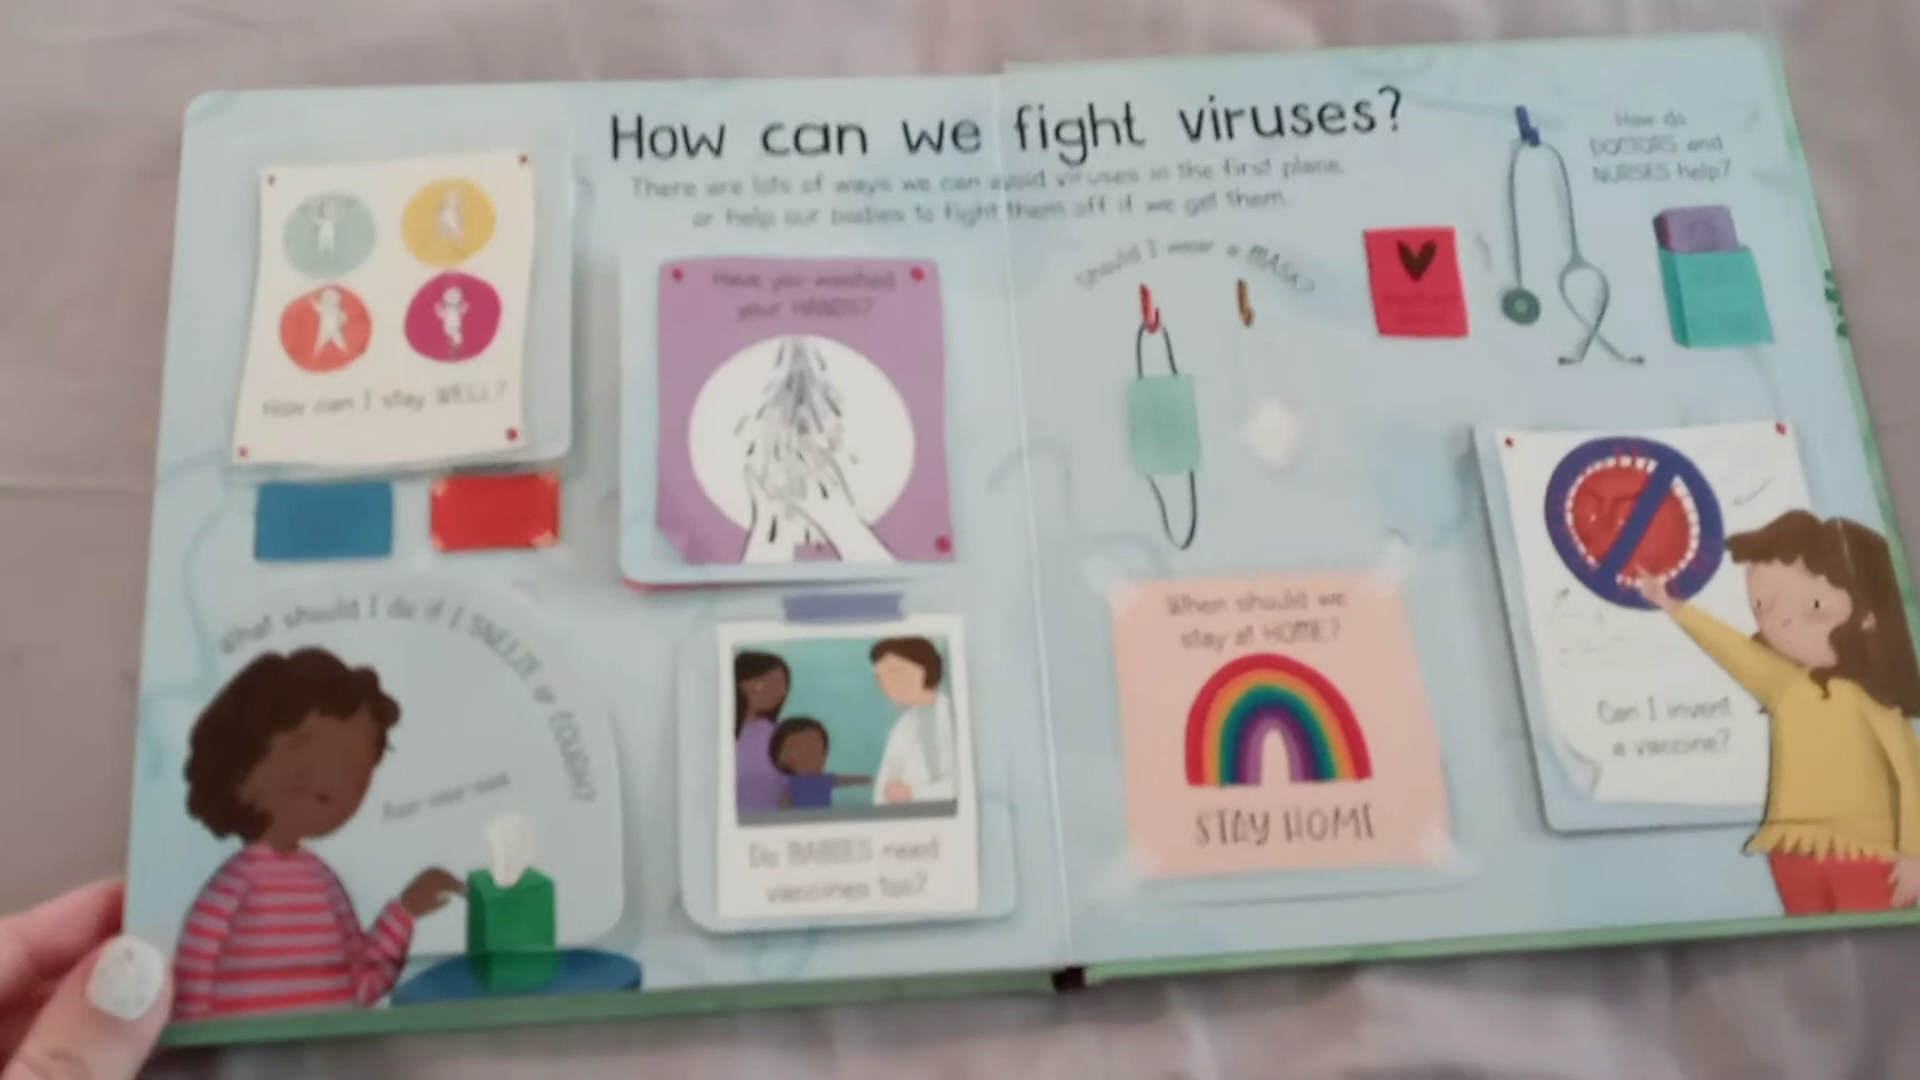 How can we fight viruses?
There are lots of ways we can avoid viruses in the first place,
or help our bodies to fight them off if we get them.
How can I stay WELL?
Have you washed
your HANDS?
Should I wear a MASK?
How do
DOCTORS and
NURSES help?
What should I do if I SNEEZE or COUGH?
Do BABIES need
vaccines too?
When should we
stay at HOME?
STAY HOME
Can I invent
a vaccine?